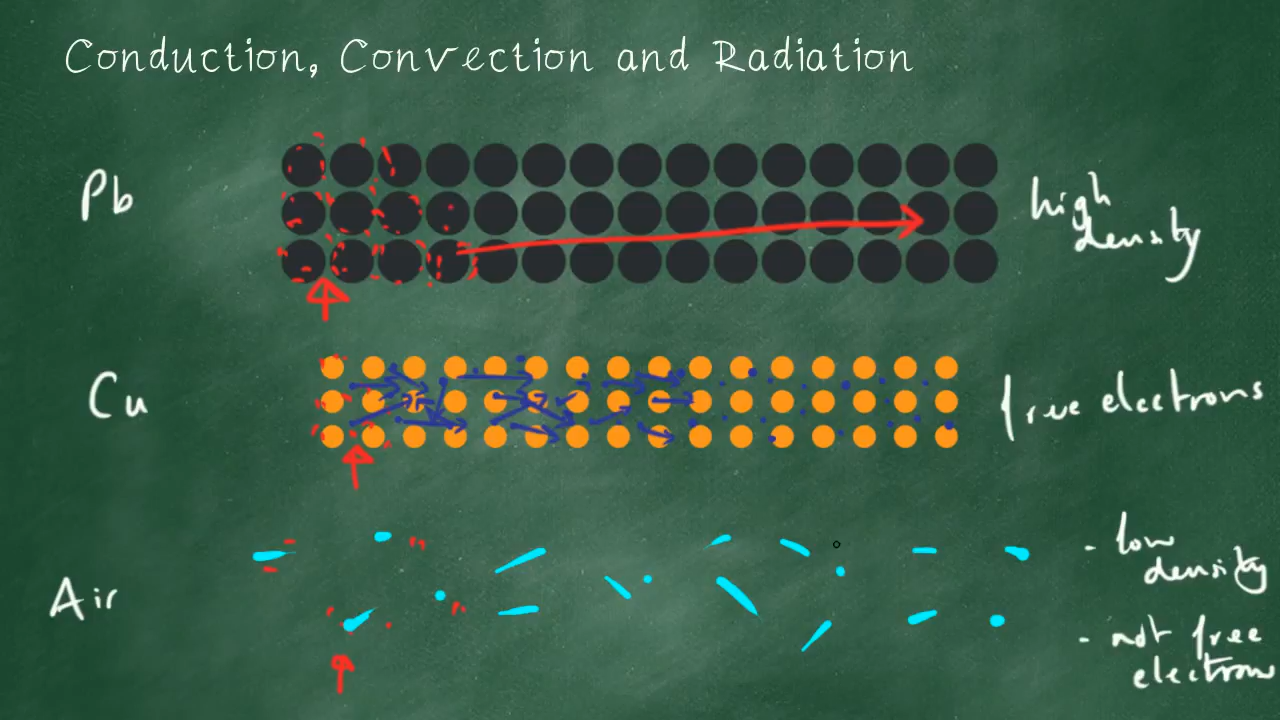 Conduction, Convection and Radiation
Pb
high
density
Cu
free electrons
Air
- low
density
- not free
electrons